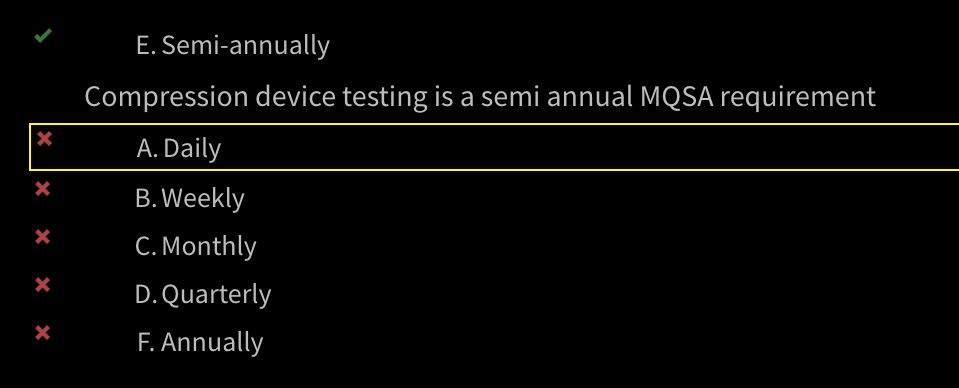 E. Semi-annually
Compression device testing is a semi annual MQSA requirement
A. Daily
B. Weekly
C. Monthly
D. Quarterly
F. Annually